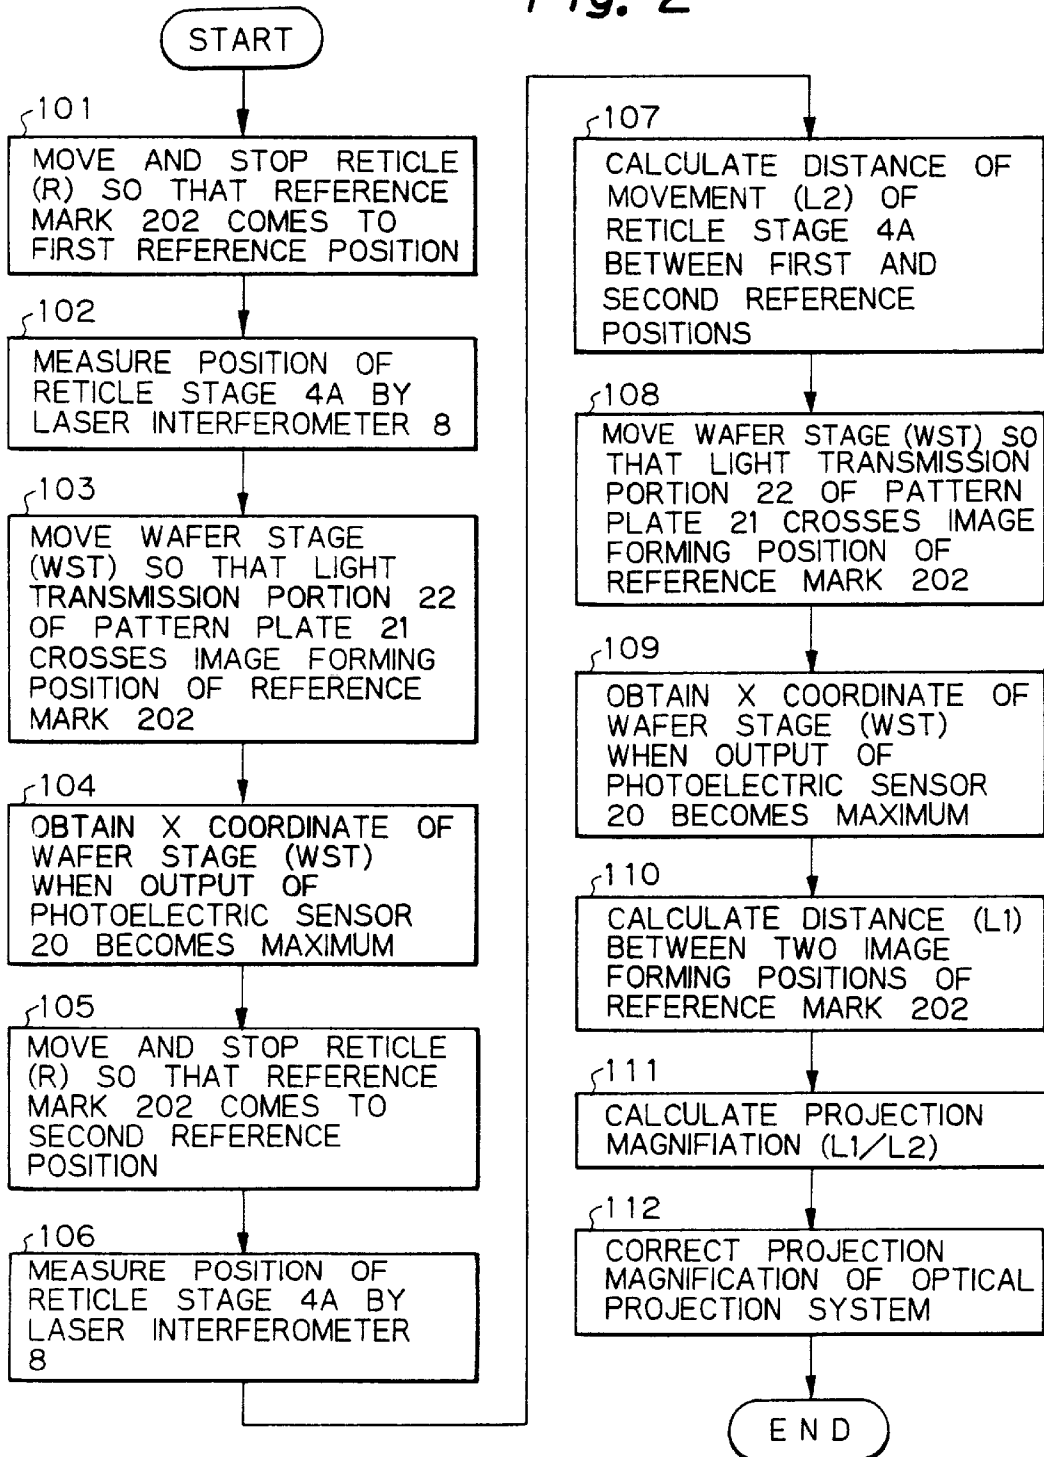 Fig. 2
START
101
MOVE AND STOP RETICLE
(R) SO THAT REFERENCE
MARK 202 COMES TO
FIRST REFERENCE POSITION
102
MEASURE POSITION OF
RETICLE STAGE 4A BY
LASER INTERFEROMETER 8
103
MOVE WAFER STAGE
(WST) SO THAT LIGHT
TRANSMISSION PORTION 22
OF PATTERN PLATE 21
CROSSES IMAGE FORMING
POSITION OF REFERENCE
MARK 202
104
OBTAIN X COORDINATE OF
WAFER STAGE (WST)
WHEN OUTPUT OF
PHOTOELECTRIC SENSOR
20 BECOMES MAXIMUM
105
MOVE AND STOP RETICLE
(R) SO THAT REFERENCE
MARK 202 COMES TO
SECOND REFERENCE
POSITION
106
MEASURE POSITION OF
RETICLE STAGE 4A BY
LASER INTERFEROMETER
8
107
CALCULATE DISTANCE OF
MOVEMENT (L2) OF
RETICLE STAGE 4A
BETWEEN FIRST AND
SECOND REFERENCE
POSITIONS
108
MOVE WAFER STAGE (WST) SO
THAT LIGHT TRANSMISSION
PORTION 22 OF PATTERN
PLATE 21 CROSSES IMAGE
FORMING POSITION OF
REFERENCE MARK 202
109
OBTAIN X COORDINATE OF
WAFER STAGE (WST)
WHEN OUTPUT OF
PHOTOELECTRIC SENSOR
20 BECOMES MAXIMUM
110
CALCULATE DISTANCE (L1)
BETWEEN TWO IMAGE
FORMING POSITIONS OF
REFERENCE MARK 202
111
CALCULATE PROJECTION
MAGNIFIATION (L1/L2)
112
CORRECT PROJECTION
MAGNIFICATION OF OPTICAL
PROJECTION SYSTEM
END